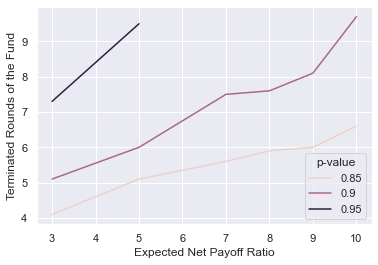 9
8
7
6
5
4
Terminated Rounds of the Fund
p-value
0.85
0.9
0.95
3 4 5 6 7 8 9 10
Expected Net Payoff Ratio